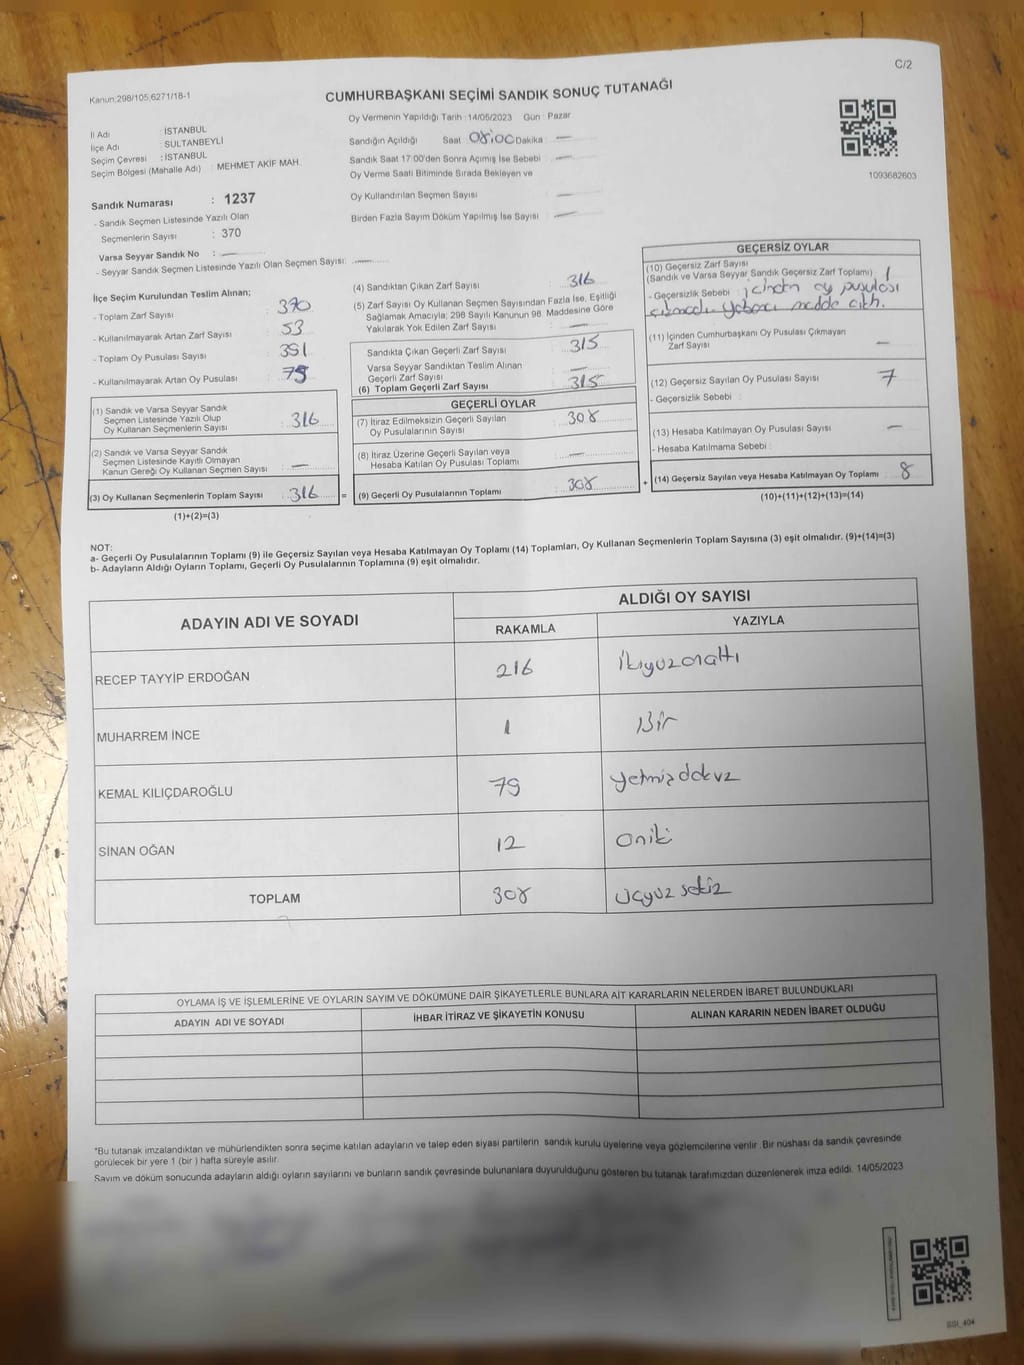 C/2
Kanun:298/105,6271/18-1
CUMHURBAŞKANI SEÇİMİ SANDIK SONUÇ TUTANAĞI
Oy Vermenin Yapıldığı Tarih : 14/05/2023 Gün : Pazar
İl Adı : İSTANBUL
İlçe Adı : SULTANBEYLİ
Seçim Çevresi : İSTANBUL
Seçim Bölgesi (Mahalle Adı) : MEHMET AKİF MAH.
Sandığın Açıldığı Saat 08:00 Dakika : —
Sandık Saat 17:00'den Sonra Açımış İse Sebebi : —
Oy Verme Saati Bitiminde Sırada Bekleyen ve
Oy Kullandırılan Seçmen Sayısı : —
Birden Fazla Sayım Döküm Yapılmış İse Sayısı : —
1093682603
Sandık Numarası : 1237
- Sandık Seçmen Listesinde Yazılı Olan
Seçmenlerin Sayısı : 370
Varsa Seyyar Sandık No : —
- Seyyar Sandık Seçmen Listesinde Yazılı Olan Seçmen Sayısı: —
İlçe Seçim Kurulundan Teslim Alınan;
- Toplam Zarf Sayısı : 370
- Kullanılmayarak Artan Zarf Sayısı : 53
- Toplam Oy Pusulası Sayısı : 391
- Kullanılmayarak Artan Oy Pusulası : 75
(1) Sandık ve Varsa Seyyar Sandık
Seçmen Listesinde Yazılı Olup
Oy Kullanan Seçmenlerin Sayısı : 316
(2) Sandık ve Varsa Seyyar Sandık
Seçmen Listesinde Kayıtlı Olmayan
Kanun Gereği Oy Kullanan Seçmen Sayısı : —
(3) Oy Kullanan Seçmenlerin Toplam Sayısı : 316 =
(1)+(2)=(3)
(4) Sandıktan Çıkan Zarf Sayısı : 316
(5) Zarf Sayısı Oy Kullanan Seçmen Sayısından Fazla İse, Eşitliği
Sağlamak Amacıyla; 298 Sayılı Kanunun 98. Maddesine Göre
Yakılarak Yok Edilen Zarf Sayısı : —
Sandıkta Çıkan Geçerli Zarf Sayısı : 315
Varsa Seyyar Sandıktan Teslim Alınan
Geçerli Zarf Sayısı : —
(6) Toplam Geçerli Zarf Sayısı : 315
GEÇERLİ OYLAR
(7) İtiraz Edilmeksizin Geçerli Sayılan
Oy Pusulalarının Sayısı : 308
(8) İtiraz Üzerine Geçerli Sayılan veya
Hesaba Katılan Oy Pusulası Toplamı : —
(9) Geçerli Oy Pusulalarının Toplamı : 308 +
GEÇERSİZ OYLAR
(10) Geçersiz Zarf Sayısı
(Sandık ve Varsa Seyyar Sandık Geçersiz Zarf Toplamı) : 1
- Geçersizlik Sebebi : içinden oy pusulası
çıkmadı yabancı madde çıktı.
(11) İçinden Cumhurbaşkanı Oy Pusulası Çıkmayan
Zarf Sayısı : —
(12) Geçersiz Sayılan Oy Pusulası Sayısı : 7
- Geçersizlik Sebebi :
(13) Hesaba Katılmayan Oy Pusulası Sayısı : —
- Hesaba Katılmama Sebebi :
(14) Geçersiz Sayılan veya Hesaba Katılmayan Oy Toplamı : 8
(10)+(11)+(12)+(13)=(14)
NOT:
a- Geçerli Oy Pusulalarının Toplamı (9) ile Geçersiz Sayılan veya Hesaba Katılmayan Oy Toplamı (14) Toplamları, Oy Kullanan Seçmenlerin Toplam Sayısına (3) eşit olmalıdır. (9)+(14)=(3)
b- Adayların Aldığı Oyların Toplamı, Geçerli Oy Pusulalarının Toplamına (9) eşit olmalıdır.
ADAYIN ADI VE SOYADI ALDIĞI OY SAYISI
RAKAMLA YAZIYLA
RECEP TAYYİP ERDOĞAN 216 ikiyüzonaltı
MUHARREM İNCE 1 Bir
KEMAL KILIÇDAROĞLU 79 yetmişdokuz
SİNAN OĞAN 12 oniki
TOPLAM 308 üçyüz sekiz
OYLAMA İŞ VE İŞLEMLERİNE VE OYLARIN SAYIM VE DÖKÜMÜNE DAİR ŞİKAYETLERLE BUNLARA AİT KARARLARIN NELERDEN İBARET BULUNDUKLARI
ADAYIN ADI VE SOYADI İHBAR İTİRAZ VE ŞİKAYETİN KONUSU ALINAN KARARIN NEDEN İBARET OLDUĞU
*Bu tutanak imzalandıktan ve mühürlendikten sonra seçime katılan adayların ve talep eden siyasi partilerin sandık kurulu üyelerine veya gözlemcilerine verilir. Bir nüshası da sandık çevresinde
görülecek bir yere 1 (bir ) hafta süreyle asılır.
Sayım ve döküm sonucunda adayların aldığı oyların sayılarını ve bunların sandık çevresinde bulunanlara duyurulduğunu gösteren bu tutanak tarafımızdan düzenlenerek imza edildi. 14/05/2023
SSI_404